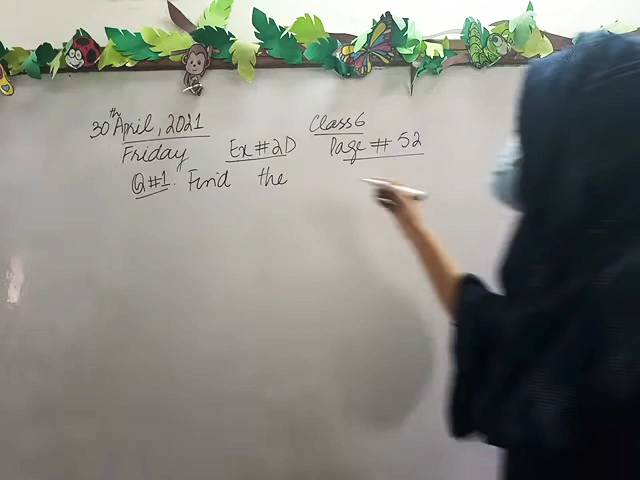 30th April, 2021 Class 6
Friday Ex # 2D Page # 52
Q#1. Find the